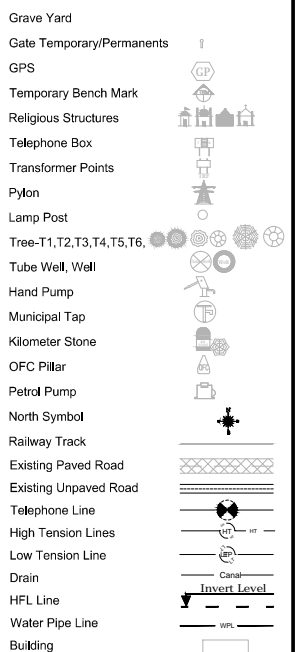 Grave Yard
Gate Temporary/Permanents
GPS GP
Temporary Bench Mark TBM
Religious Structures
Telephone Box
Transformer Points
Pylon
Lamp Post
Tree-T1,T2,T3,T4,T5,T6,
Tube Well, Well
Hand Pump
Municipal Tap
Kilometer Stone
OFC Pillar OFC
Petrol Pump
North Symbol N
Railway Track
Existing Paved Road
Existing Unpaved Road
Telephone Line
High Tension Lines HT HT
Low Tension Line
Drain Canal
Invert Level
HFL Line
Water Pipe Line WPL
Building